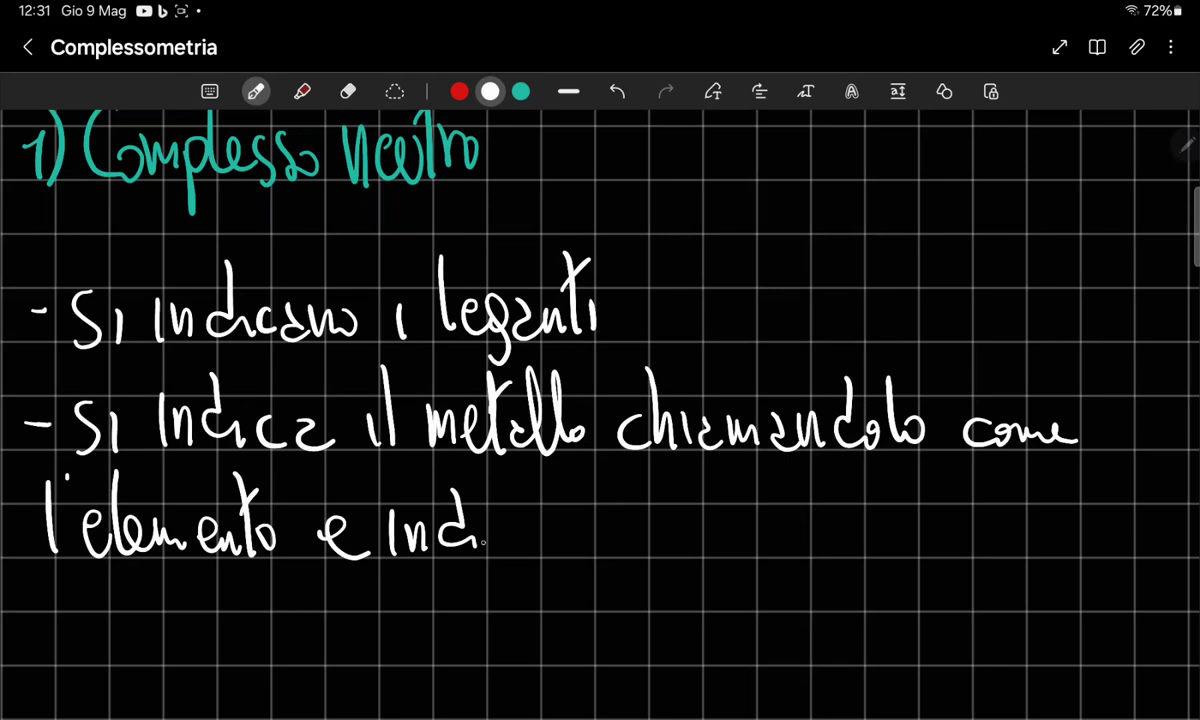 12:31 Gio 9 Mag 72%
Complessometria
1) Complesso neutro
- Si indicano i leganti
- Si indica il metallo chiamandolo come
l'elemento e indi